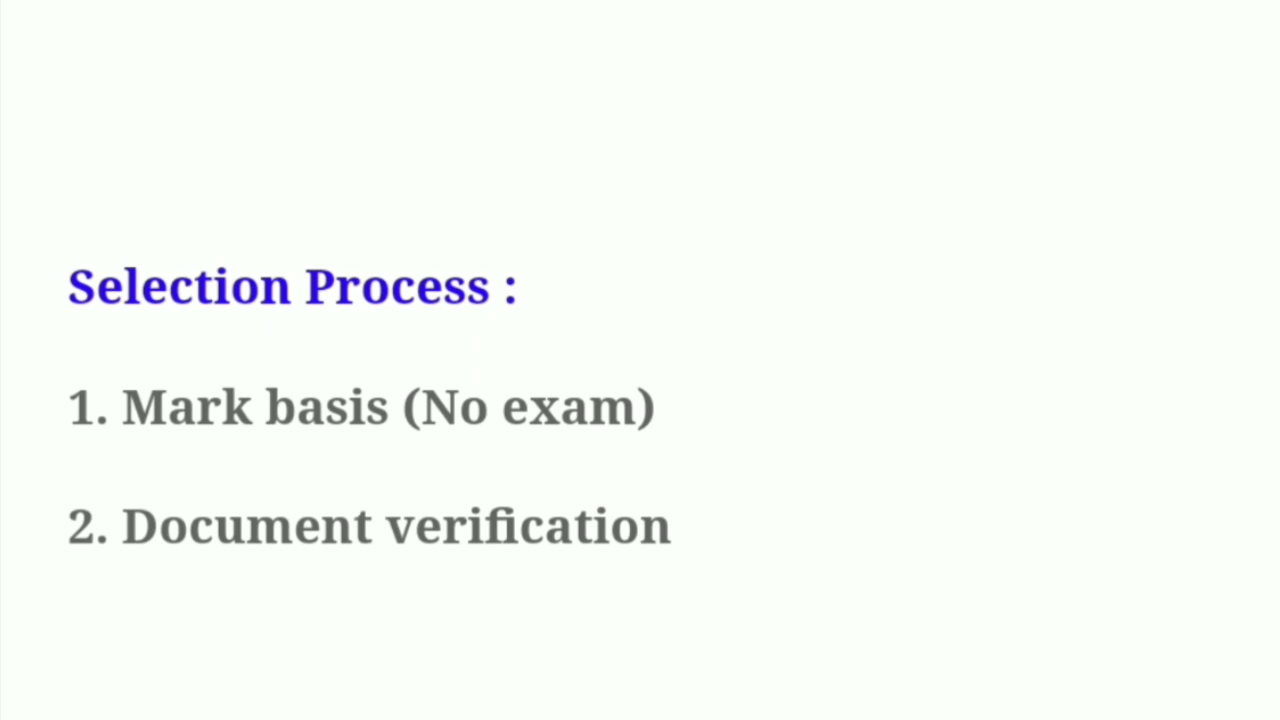 Selection Process :
1. Mark basis (No exam)
2. Document verification